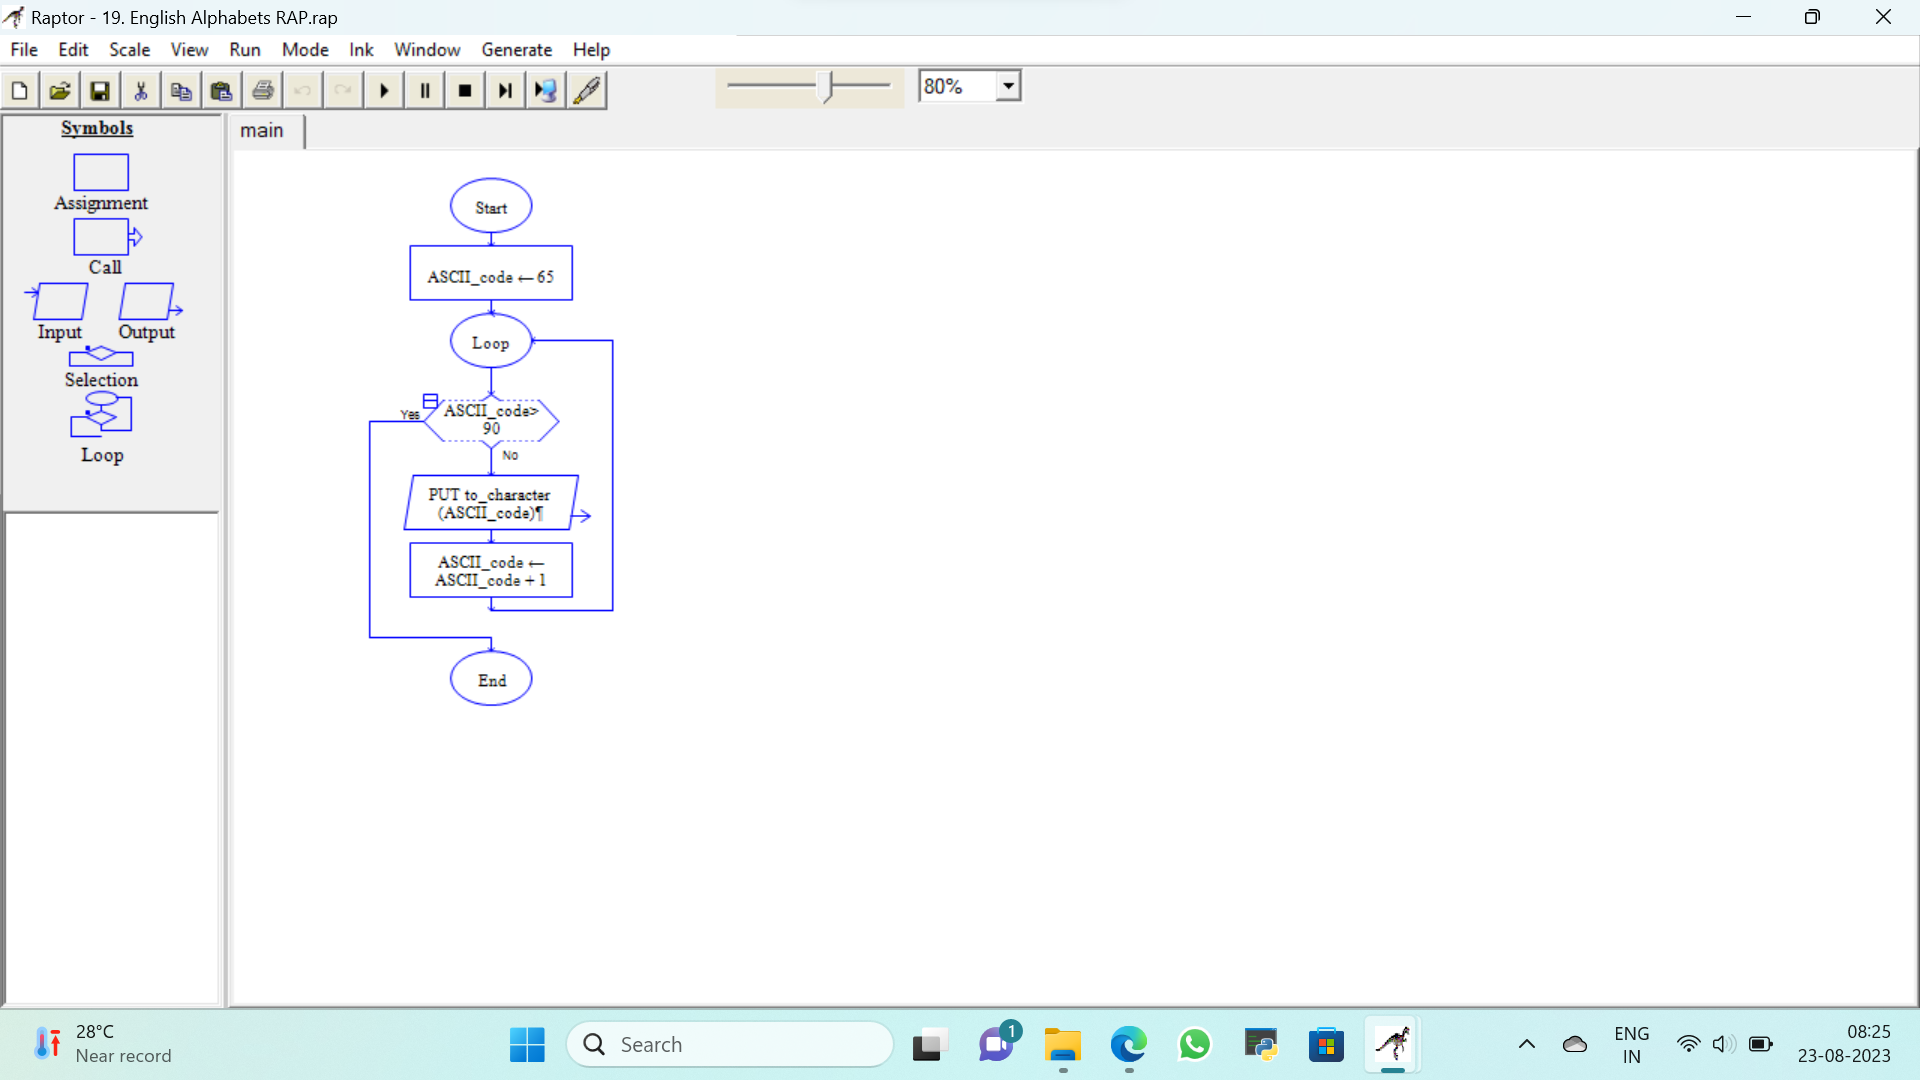 Raptor - 19. English Alphabets RAP.rap
File Edit Scale View Run Mode Ink Window Generate Help
80%
Symbols
Assignment
Call
Input Output
Selection
Loop
main
Start
ASCII_code ← 65
Loop
Yes
ASCII_code>
90
No
PUT to_character
(ASCII_code)¶
ASCII_code ←
ASCII_code + 1
End
28°C
Near record
Search
1
ENG
IN
08:25
23-08-2023